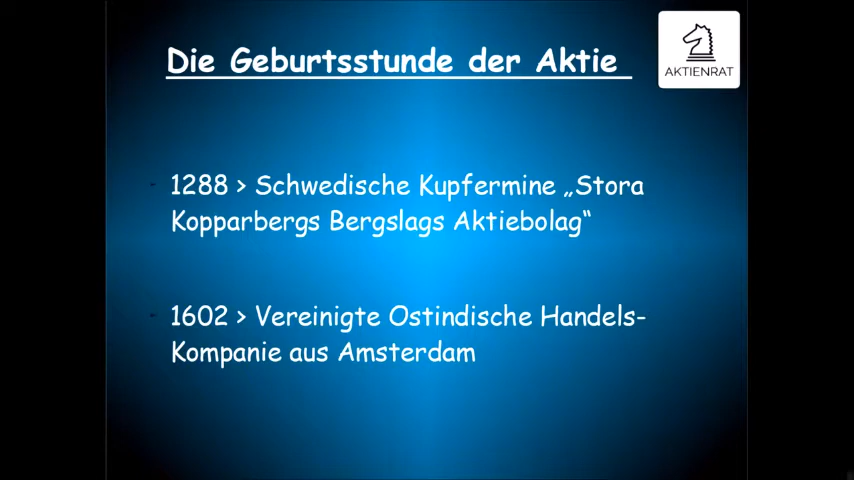 Die Geburtsstunde der Aktie
AKTIENRAT
- 1288 > Schwedische Kupfermine „Stora
Kopparbergs Bergslags Aktiebolag“
- 1602 > Vereinigte Ostindische Handels-
Kompanie aus Amsterdam